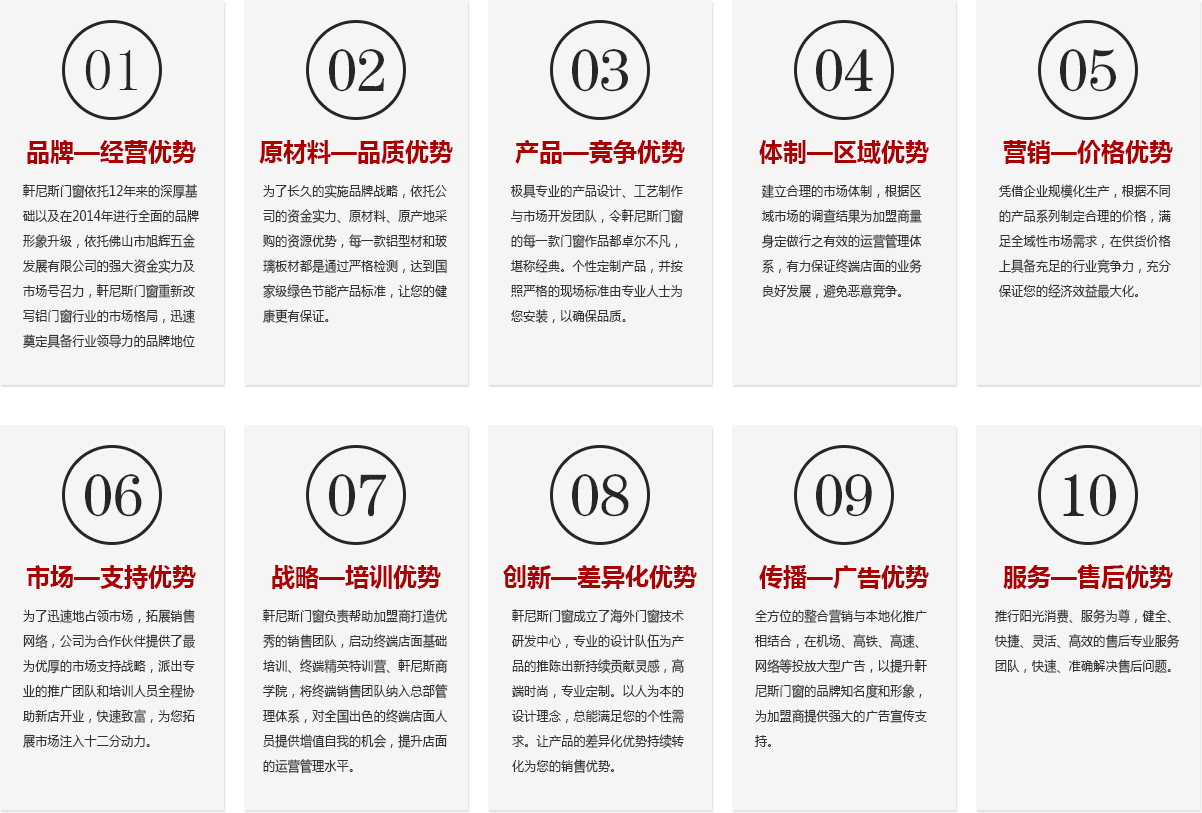 01
品牌—经营优势
軒尼斯门窗依托12年来的深厚基
础以及在2014年进行全面的品牌
形象升级，依托佛山市旭辉五金
发展有限公司的强大资金实力及
市场号召力，軒尼斯门窗重新改
写铝门窗行业的市场格局，迅速
奠定具备行业领导力的品牌地位
02
原材料—品质优势
为了长久的实施品牌战略，依托公
司的资金实力、原材料、原产地采
购的资源优势，每一款铝型材和玻
璃板材都是通过严格检测，达到国
家级绿色节能产品标准，让您的健
康更有保证。
03
产品—竞争优势
极具专业的产品设计、工艺制作
与市场开发团队，令軒尼斯门窗
的每一款门窗作品都卓尔不凡，
堪称经典。个性定制产品，并按
照严格的现场标准由专业人士为
您安装，以确保品质。
04
体制—区域优势
建立合理的市场体制，根据区
域市场的调查结果为加盟商量
身定做行之有效的运营管理体
系，有力保证终端店面的业务
良好发展，避免恶意竞争。
05
营销—价格优势
凭借企业规模化生产，根据不同
的产品系列制定合理的价格，满
足全域性市场需求，在供货价格
上具备充足的行业竞争力，充分
保证您的经济效益最大化。
06
市场—支持优势
为了迅速地占领市场，拓展销售
网络，公司为合作伙伴提供了最
为优厚的市场支持战略，派出专
业的推广团队和培训人员全程协
助新店开业，快速致富，为您拓
展市场注入十二分动力。
07
战略—培训优势
軒尼斯门窗负责帮助加盟商打造优
秀的销售团队，启动终端店面基础
培训、终端精英特训营、軒尼斯商
学院，将终端销售团队纳入总部管
理体系，对全国出色的终端店面人
员提供增值自我的机会，提升店面
的运营管理水平。
08
创新—差异化优势
軒尼斯门窗成立了海外门窗技术
研发中心，专业的设计队伍为产
品的推陈出新持续贡献灵感，高
端时尚，专业定制。以人为本的
设计理念，总能满足您的个性需
求。让产品的差异化优势持续转
化为您的销售优势。
09
传播—广告优势
全方位的整合营销与本地化推广
相结合，在机场、高铁、高速、
网络等投放大型广告，以提升軒
尼斯门窗的品牌知名度和形象，
为加盟商提供强大的广告宣传支
持。
10
服务—售后优势
推行阳光消费、服务为尊，健全、
快捷、灵活、高效的售后专业服务
团队，快速、准确解决售后问题。